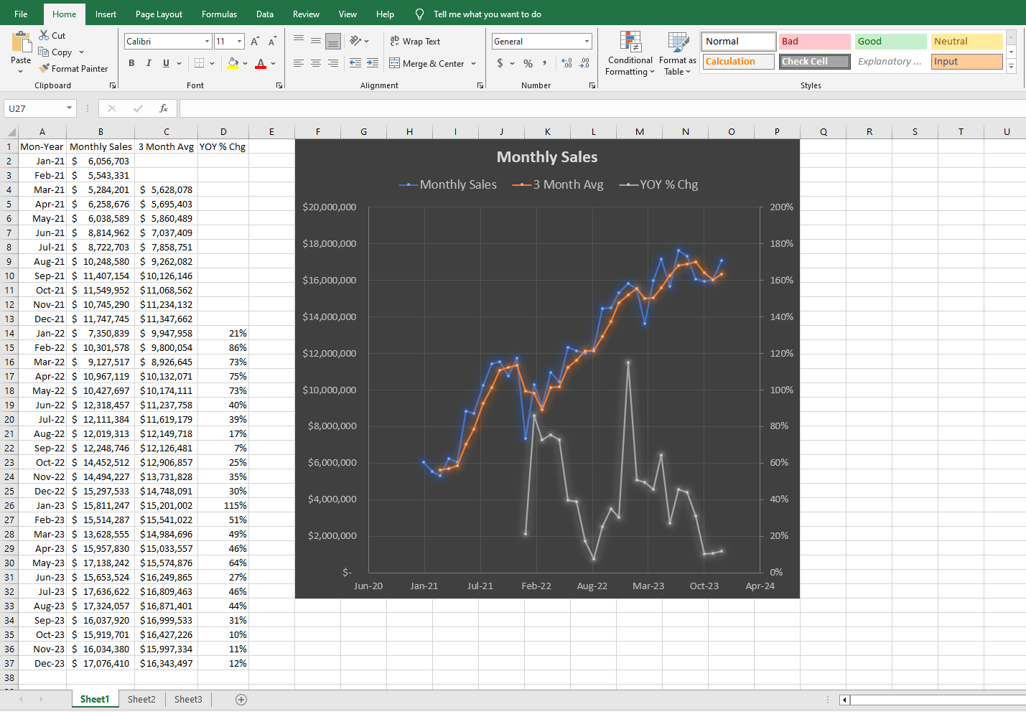 File Home Insert Page Layout Formulas Data Review View Help Tell me what you want to do
Paste
Cut
Copy
Format Painter
Clipboard
Calibri 11 A A
B I U A
Font
ab Wrap Text
Merge & Center
Alignment
General
$ % ,
Number
Conditional Formatting
Format as Table
Normal Bad Good Neutral
Calculation Check Cell Explanatory ... Input
Styles
U27 fx
A B C D E F G H I J K L M N O P Q R S T U
1 Mon-Year Monthly Sales 3 Month Avg YOY % Chg
2 Jan-21 $ 6,056,703
3 Feb-21 $ 5,543,331
4 Mar-21 $ 5,284,201 $ 5,628,078
5 Apr-21 $ 6,258,676 $ 5,695,403
6 May-21 $ 6,038,589 $ 5,860,489
7 Jun-21 $ 8,814,962 $ 7,037,409
8 Jul-21 $ 8,722,703 $ 7,858,751
9 Aug-21 $ 10,248,580 $ 9,262,082
10 Sep-21 $ 11,407,154 $10,126,146
11 Oct-21 $ 11,549,952 $11,068,562
12 Nov-21 $ 10,745,290 $11,234,132
13 Dec-21 $ 11,747,745 $11,347,662
14 Jan-22 $ 7,350,839 $ 9,947,958 21%
15 Feb-22 $ 10,301,578 $ 9,800,054 86%
16 Mar-22 $ 9,127,517 $ 8,926,645 73%
17 Apr-22 $ 10,967,119 $10,132,071 75%
18 May-22 $ 10,427,697 $10,174,111 73%
19 Jun-22 $ 12,318,457 $11,237,758 40%
20 Jul-22 $ 12,111,384 $11,619,179 39%
21 Aug-22 $ 12,019,313 $12,149,718 17%
22 Sep-22 $ 12,248,746 $12,126,481 7%
23 Oct-22 $ 14,452,512 $12,906,857 25%
24 Nov-22 $ 14,494,227 $13,731,828 35%
25 Dec-22 $ 15,297,533 $14,748,091 30%
26 Jan-23 $ 15,811,247 $15,201,002 115%
27 Feb-23 $ 15,514,287 $15,541,022 51%
28 Mar-23 $ 13,628,555 $14,984,696 49%
29 Apr-23 $ 15,957,830 $15,033,557 46%
30 May-23 $ 17,138,242 $15,574,876 64%
31 Jun-23 $ 15,653,524 $16,249,865 27%
32 Jul-23 $ 17,636,622 $16,809,463 46%
33 Aug-23 $ 17,324,057 $16,871,401 44%
34 Sep-23 $ 16,037,920 $16,999,533 31%
35 Oct-23 $ 15,919,701 $16,427,226 10%
36 Nov-23 $ 16,034,380 $15,997,334 11%
37 Dec-23 $ 17,076,410 $16,343,497 12%
38
Monthly Sales
Monthly Sales 3 Month Avg YOY % Chg
$20,000,000 200%
$18,000,000 180%
$16,000,000 160%
$14,000,000 140%
$12,000,000 120%
$10,000,000 100%
$8,000,000 80%
$6,000,000 60%
$4,000,000 40%
$2,000,000 20%
$- 0%
Jun-20 Jan-21 Jul-21 Feb-22 Aug-22 Mar-23 Oct-23 Apr-24
Sheet1 Sheet2 Sheet3